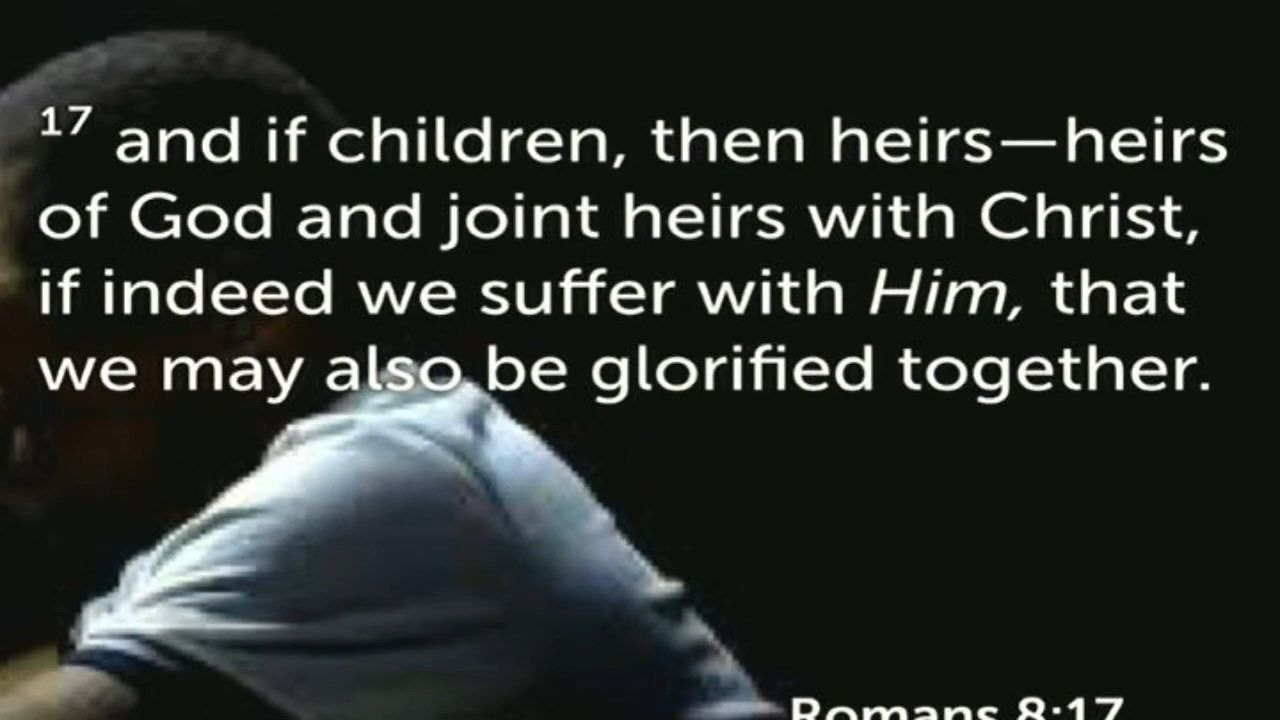 17 and if children, then heirs—heirs
of God and joint heirs with Christ,
if indeed we suffer with Him, that
we may also be glorified together.
Romans 8:17